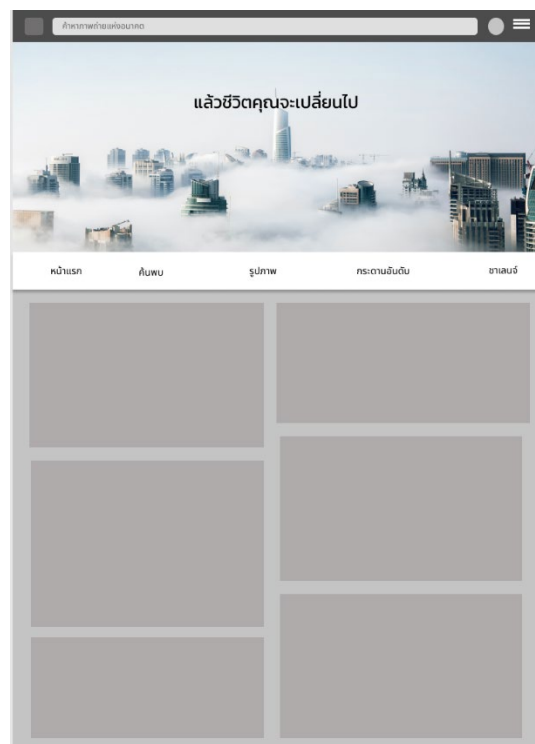 ค้าหาภาพถ่ายแห่งอนาคต
แล้วชีวิตคุณจะเปลี่ยนไป
หน้าแรก
ค้นพบ
รูปภาพ
กระดานอันดับ
ชาเลนจ์